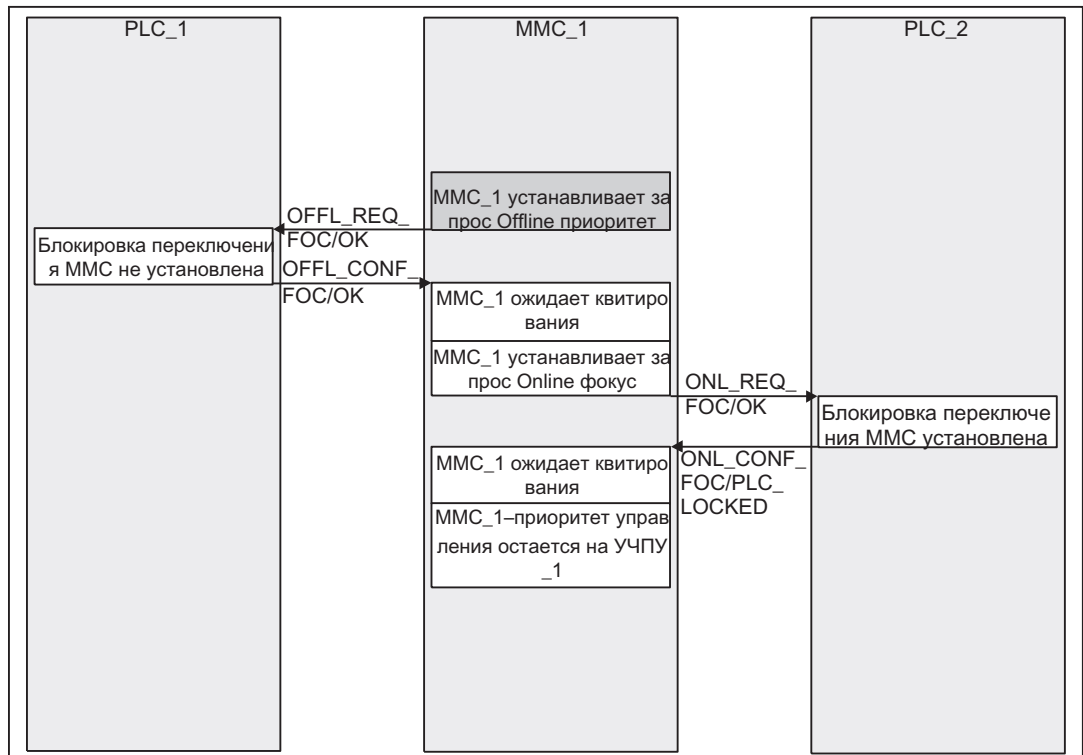 PLC_1
MMC_1
PLC_2
MMC_1 устанавливает за
прос Offline приоритет
OFFL_REQ_
FOC/OK
Блокировка переключени
я MMC не установлена
OFFL_CONF_
FOC/OK
MMC_1 ожидает квитиро
вания
MMC_1 устанавливает за
прос Online фокус
ONL_REQ_
FOC/OK
Блокировка переключе
ния MMC установлена
ONL_CONF_
FOC/PLC_
LOCKED
MMC_1 ожидает квитиро
вания
MMC_1–приоритет управ
ления остается на УЧПУ
_1